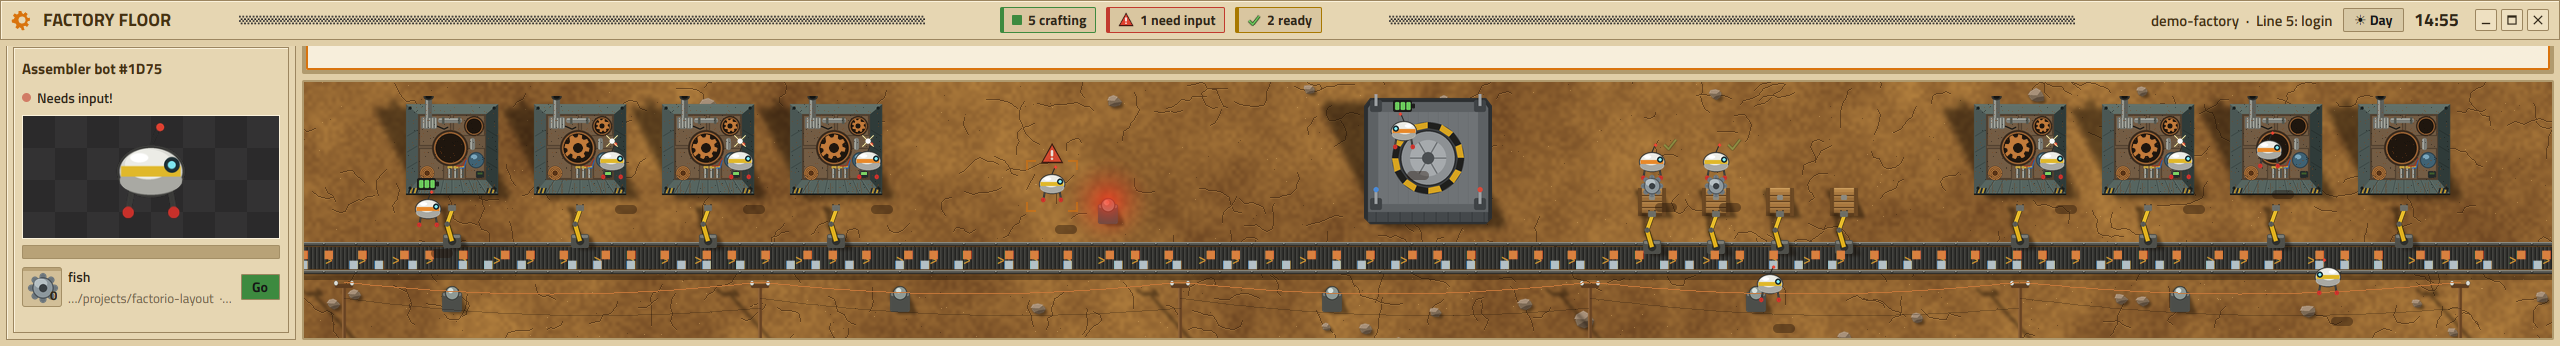 FACTORY FLOOR
5 crafting
1 need input
2 ready
demo-factory · Line 5: login
Day
14:55
Assembler bot #1D75
Needs input!
0
fish
.../projects/factorio-layout ·...
Go